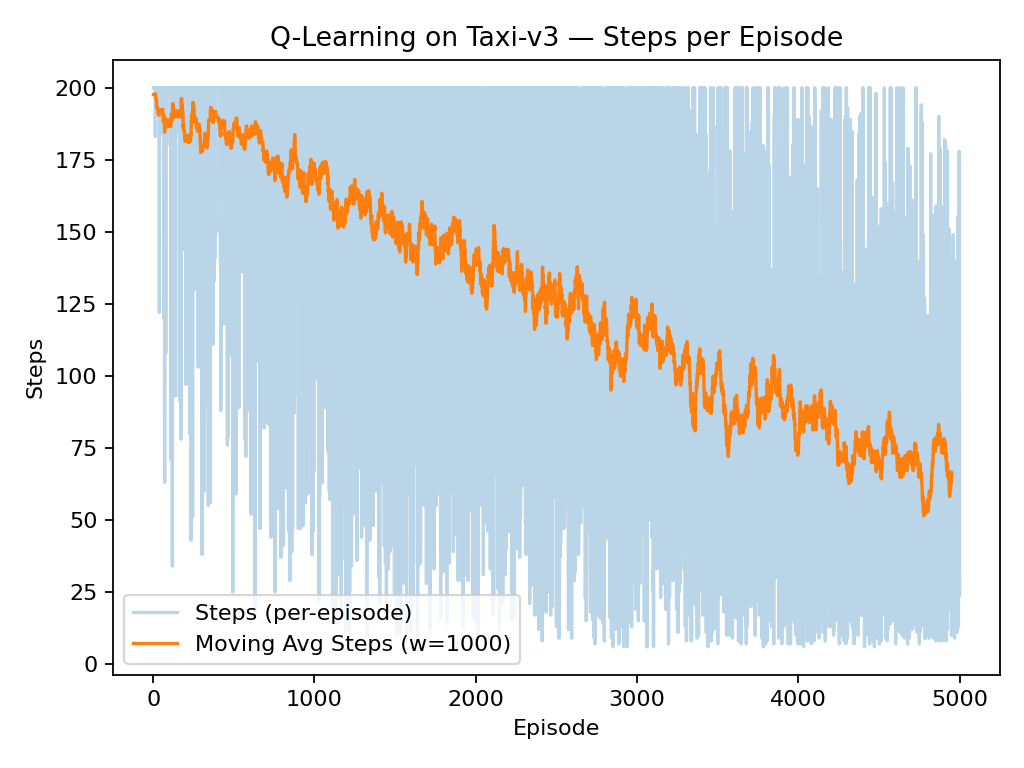 Q-Learning on Taxi-v3 — Steps per Episode
Steps
200
175
150
125
100
75
50
25
0
Steps (per-episode)
Moving Avg Steps (w=1000)
0 1000 2000 3000 4000 5000
Episode